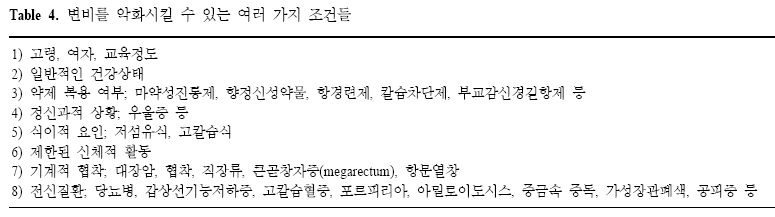 Table 4. 변비를 악화시킬 수 있는 여러 가지 조건들
1) 고령, 여자, 교육정도
2) 일반적인 건강상태
3) 약제 복용 여부; 마약성진통제, 향정신성약물, 항경련제, 칼슘차단제, 부교감신경길항제 등
4) 정신과적 상황; 우울증 등
5) 식이적 요인; 저섬유식, 고칼슘식
6) 제한된 신체적 활동
7) 기계적 협착; 대장암, 협착, 직장류, 큰곧창자증(megarectum), 항문열창
8) 전신질환; 당뇨병, 갑상선기능저하증, 고칼슘혈증, 포르피리아, 아밀로이도시스, 중금속 중독, 가성장관폐색, 공피증 등